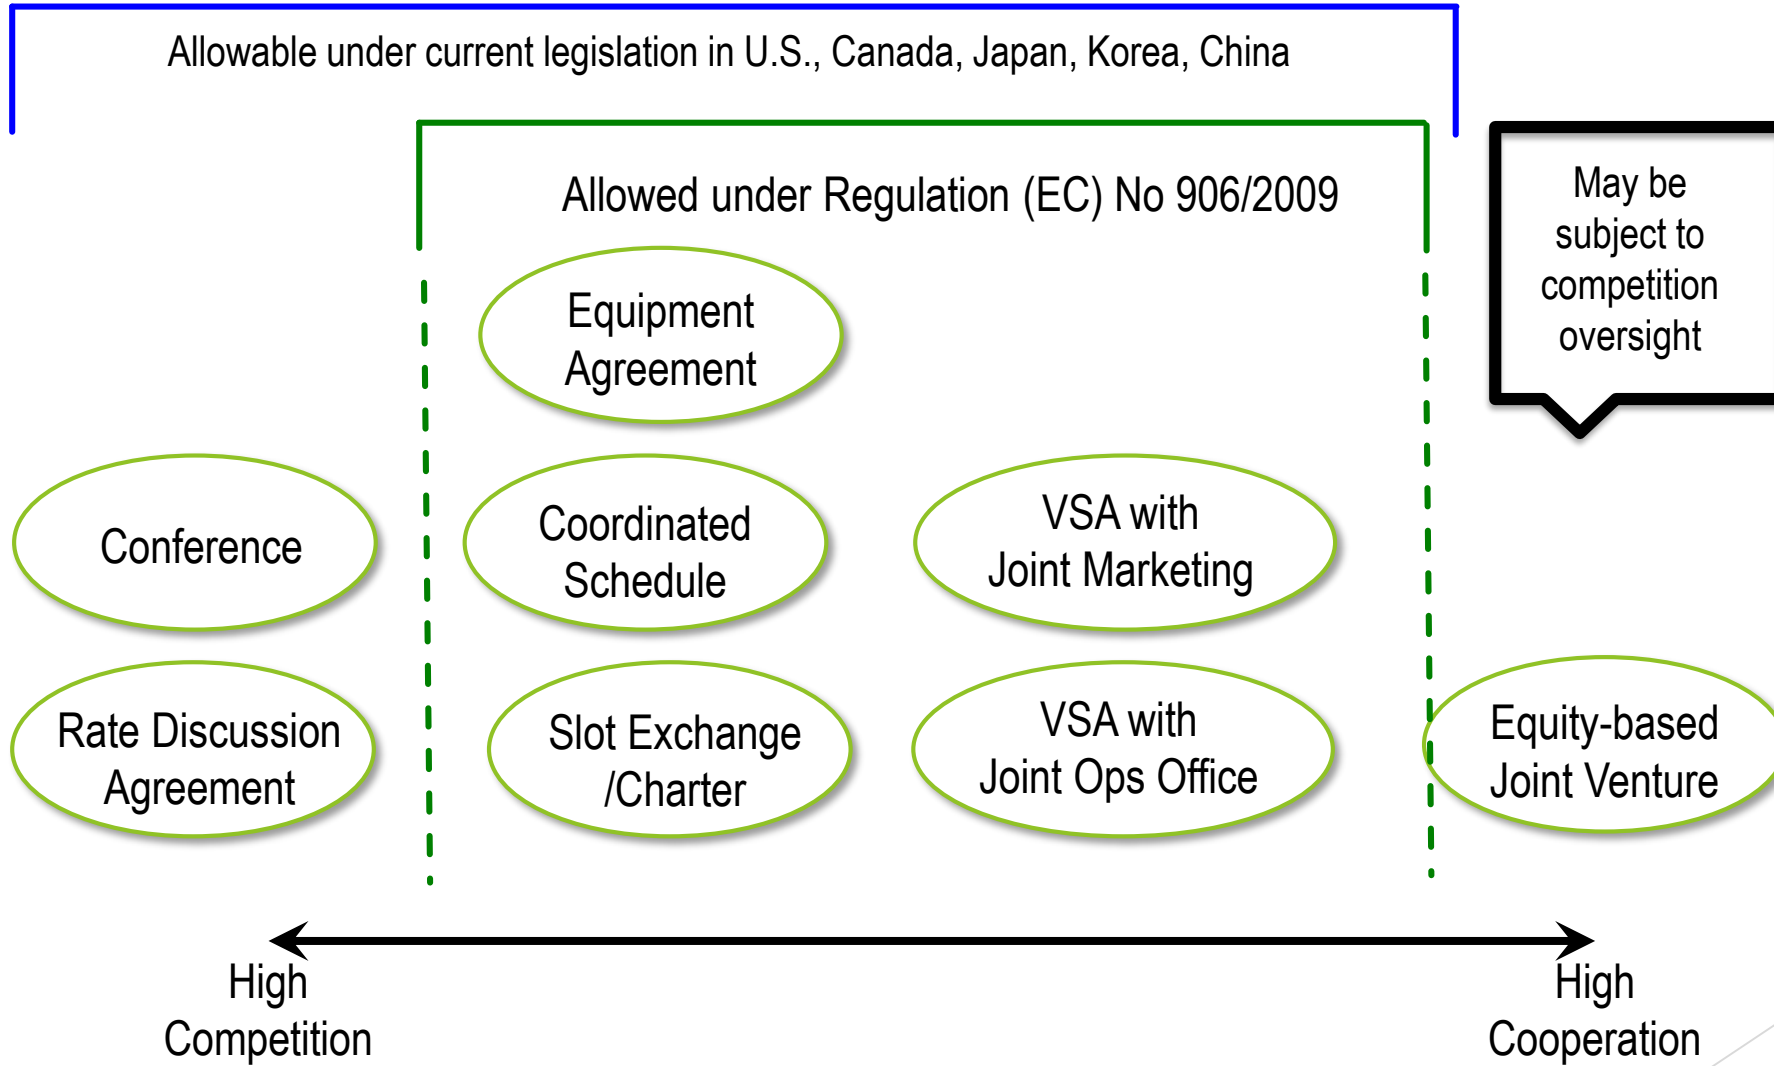 Allowable under current legislation in U.S., Canada, Japan, Korea, China
Allowed under Regulation (EC) No 906/2009
May be
subject to
competition
oversight
Equipment
Agreement
Conference
Coordinated
Schedule
VSA with
Joint Marketing
Rate Discussion
Agreement
Slot Exchange
/Charter
VSA with
Joint Ops Office
Equity-based
Joint Venture
High
Competition
High
Cooperation